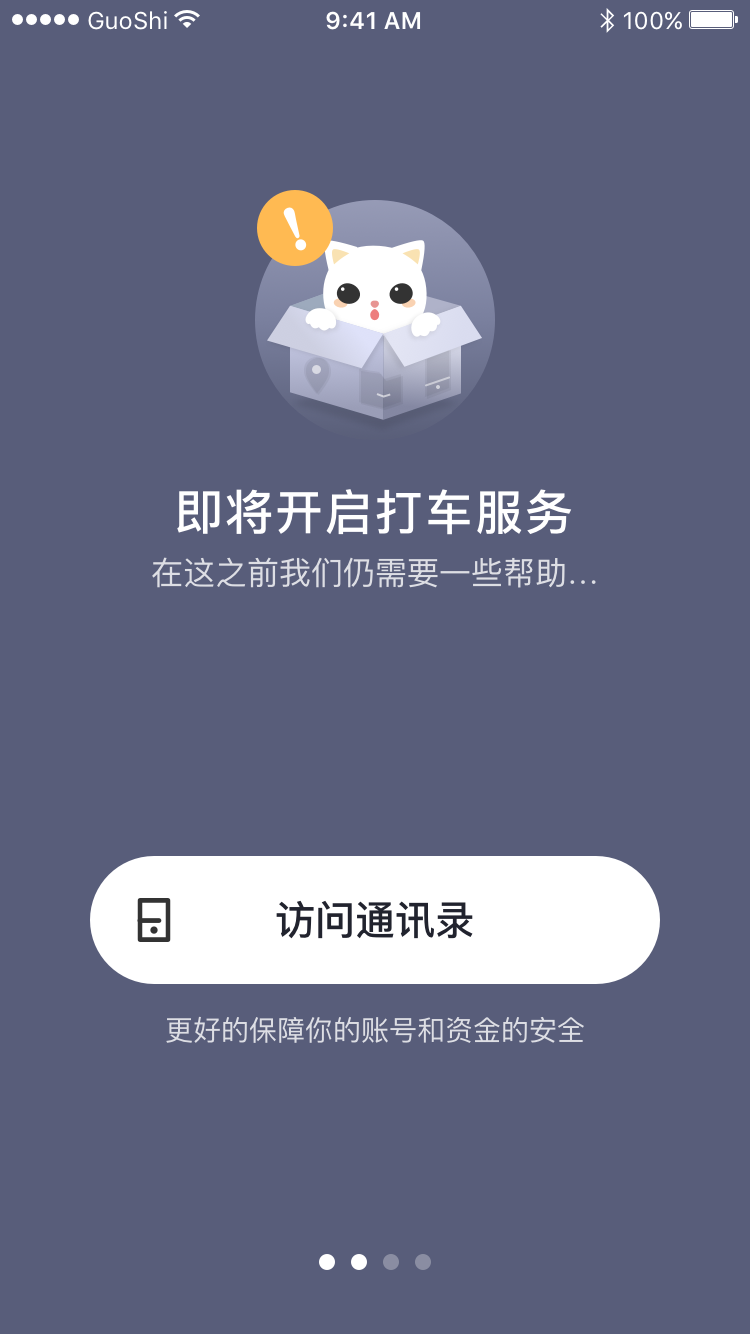 GuoShi 9:41 AM 100%
即将开启打车服务
在这之前我们仍需要一些帮助...
访问通讯录
更好的保障你的账号和资金的安全